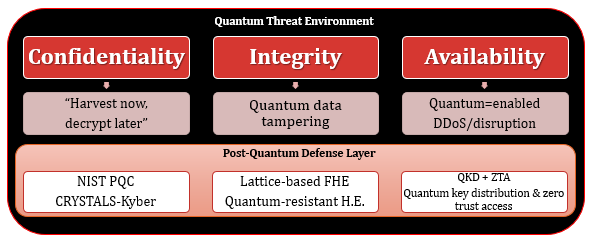 Quantum Threat Environment
Confidentiality
Integrity
Availability
“Harvest now,
decrypt later”
Quantum data
tampering
Quantum=enabled
DDoS/disruption
Post-Quantum Defense Layer
NIST PQC
CRYSTALS-Kyber
Lattice-based FHE
Quantum-resistant H.E.
QKD + ZTA
Quantum key distribution & zero
trust access